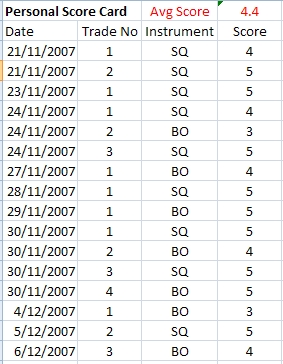 Personal Score Card Avg Score 4.4
Date Trade No Instrument Score
21/11/2007 1 SQ 4
21/11/2007 2 SQ 5
23/11/2007 1 SQ 5
24/11/2007 1 SQ 4
24/11/2007 2 BO 3
24/11/2007 3 SQ 5
27/11/2007 1 BO 4
28/11/2007 1 SQ 5
29/11/2007 1 BO 5
30/11/2007 1 SQ 5
30/11/2007 2 BO 4
30/11/2007 3 SQ 5
30/11/2007 4 BO 5
4/12/2007 1 BO 3
5/12/2007 2 SQ 5
6/12/2007 3 BO 4